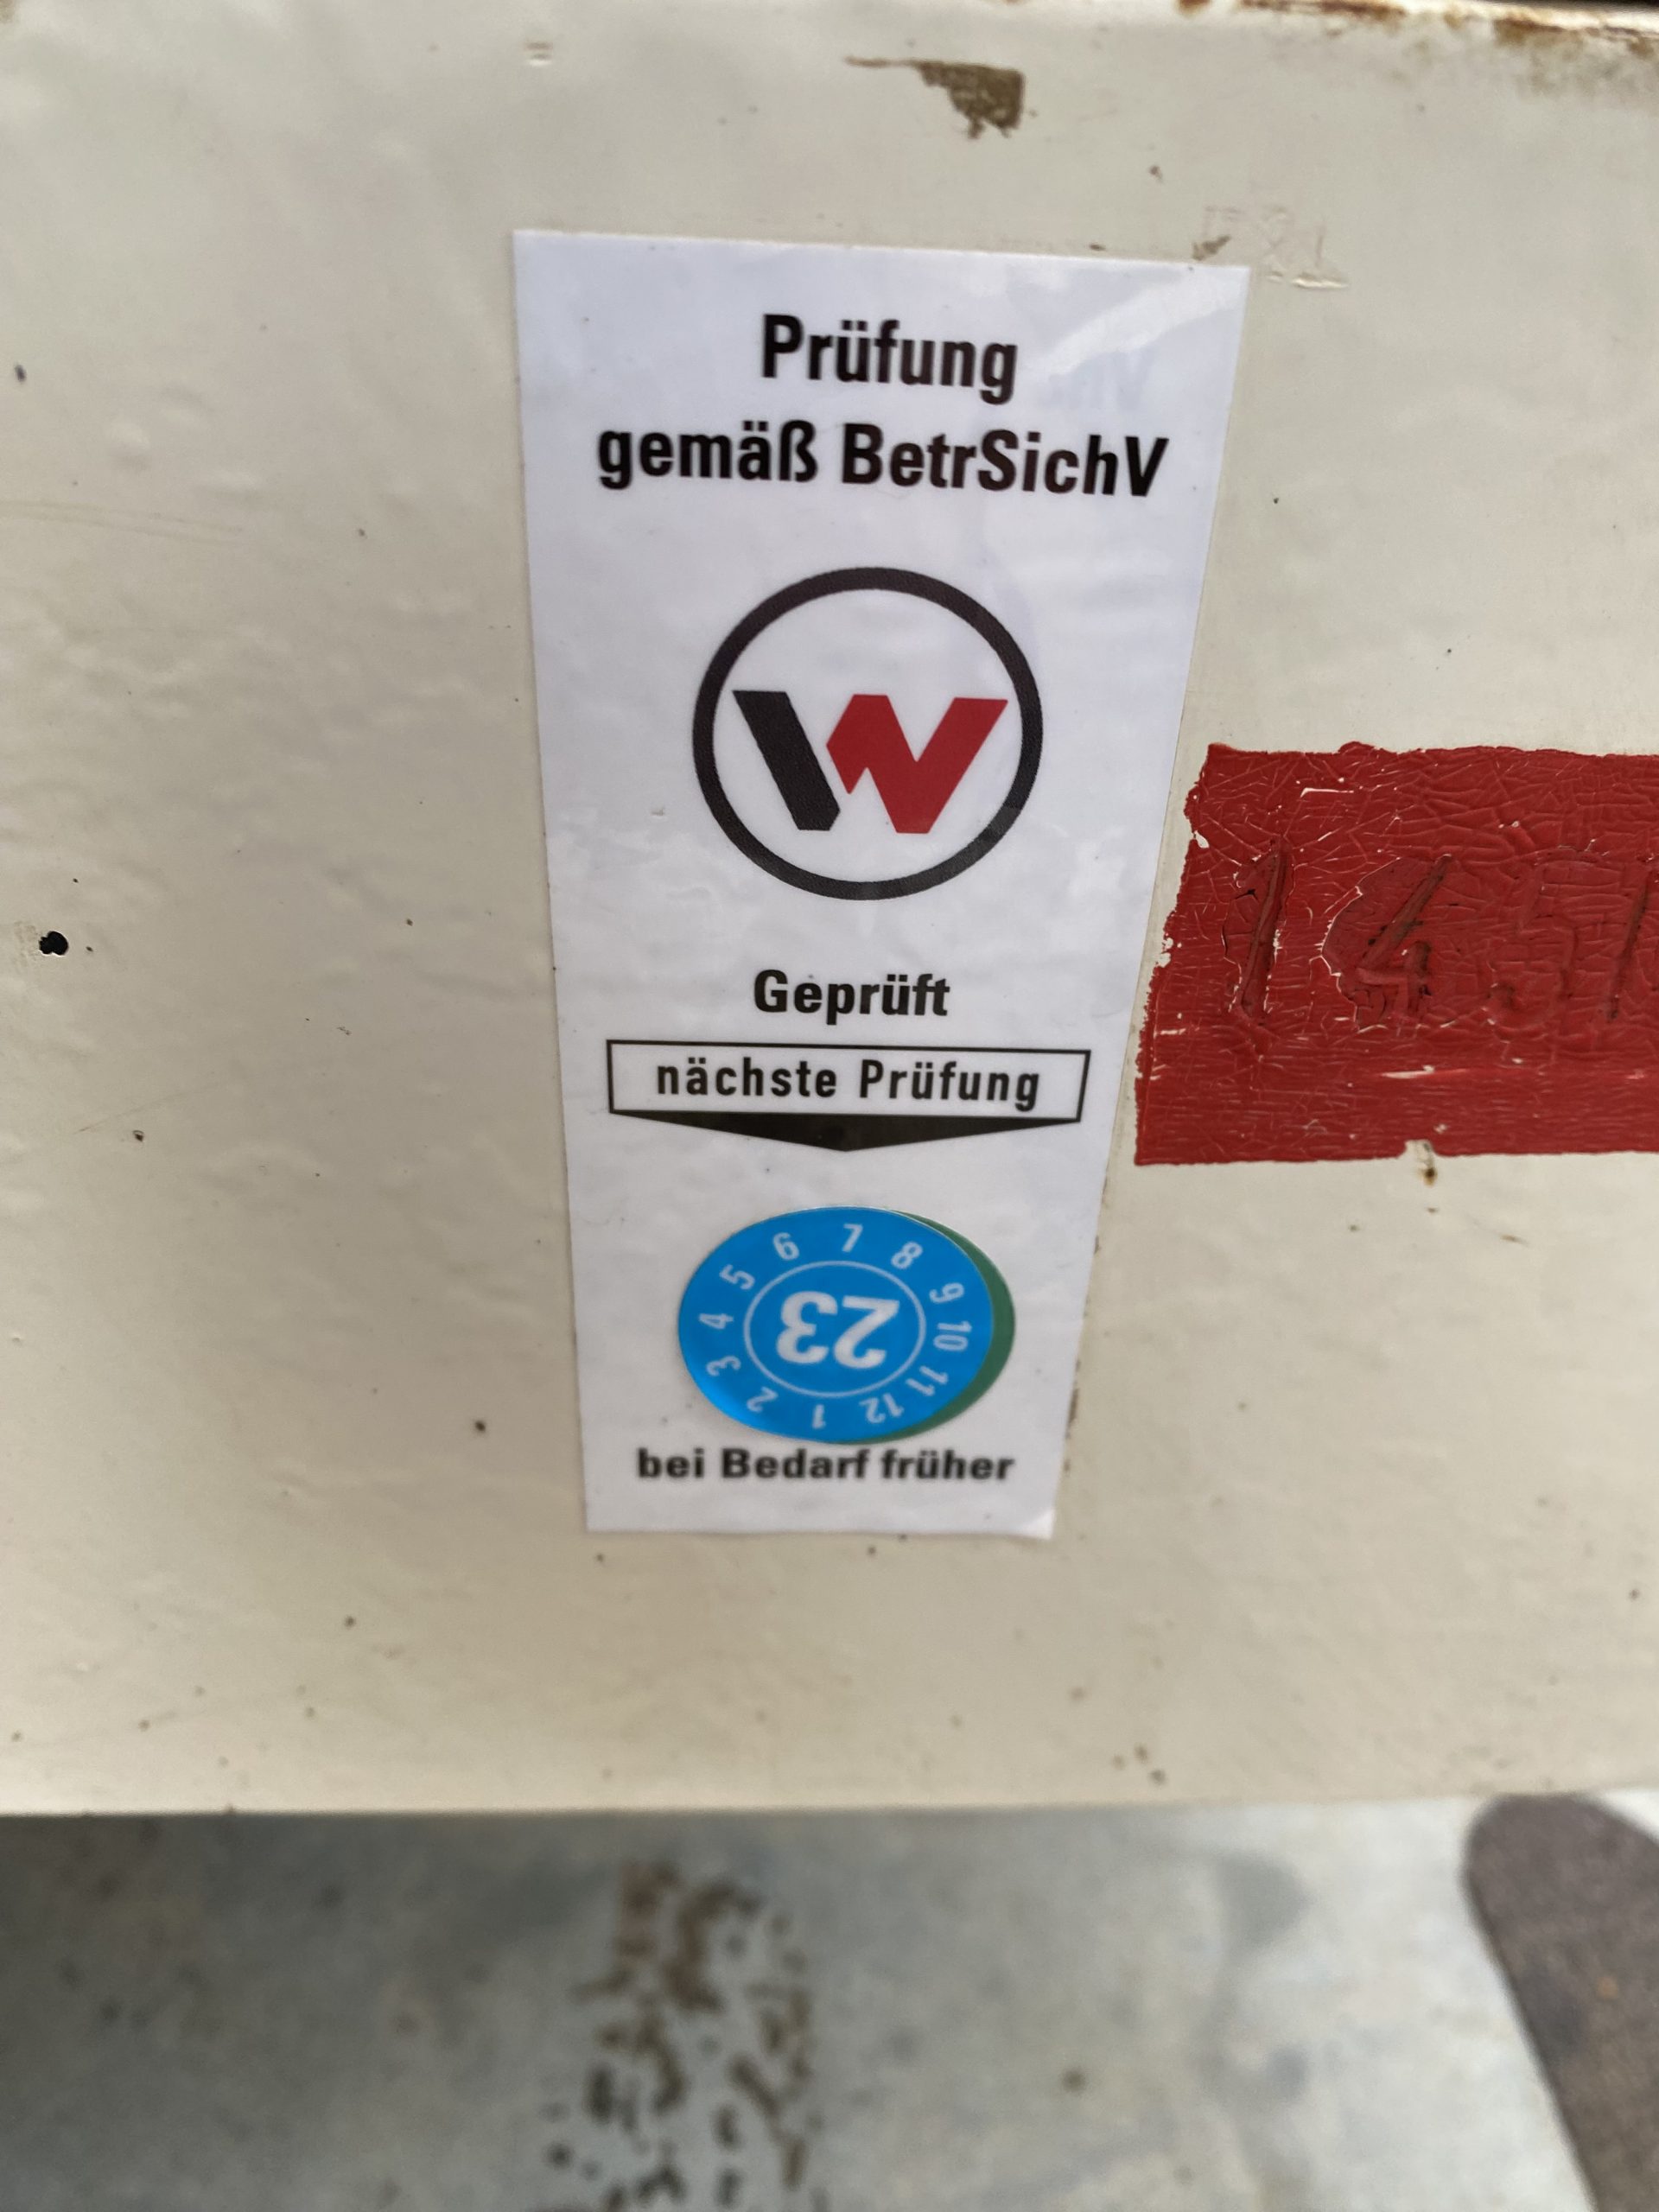 Prüfung
gemäß BetrSichV
W
Geprüft
nächste Prüfung
1 2 3 4 5 6 7 8 9 10 11 12
23
bei Bedarf früher